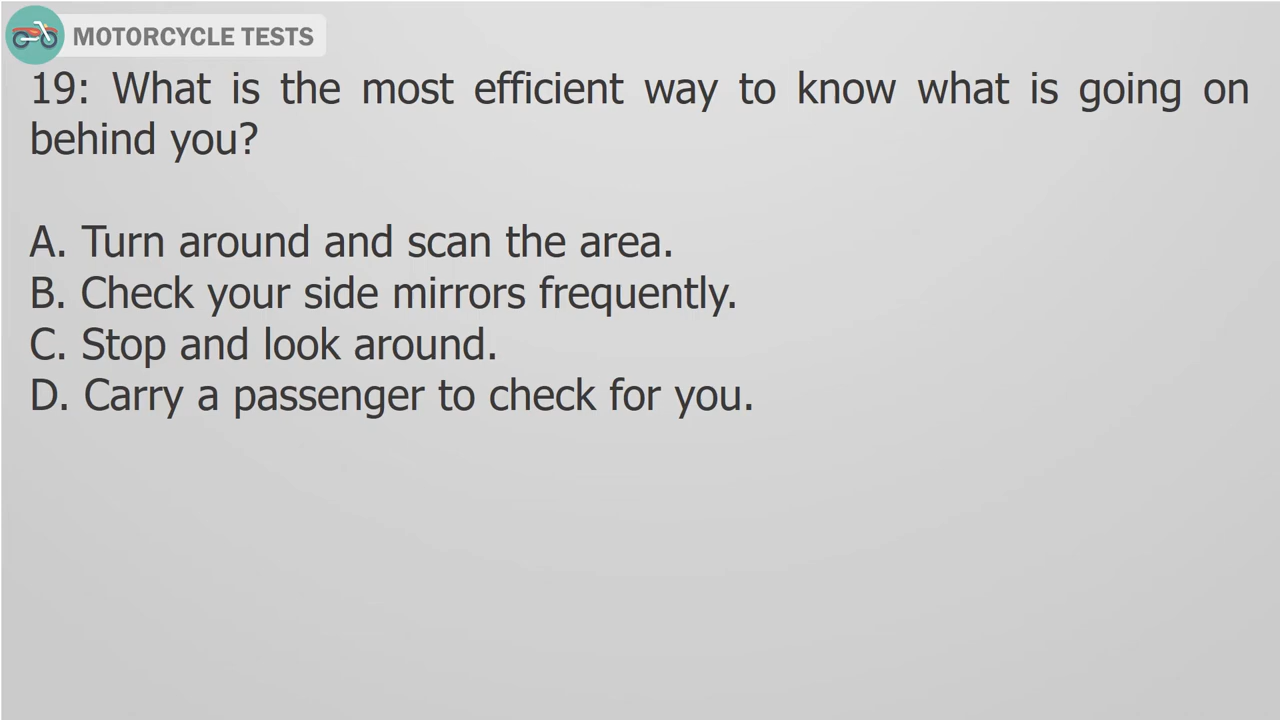 MOTORCYCLE TESTS
19: What is the most efficient way to know what is going on
behind you?
A. Turn around and scan the area.
B. Check your side mirrors frequently.
C. Stop and look around.
D. Carry a passenger to check for you.